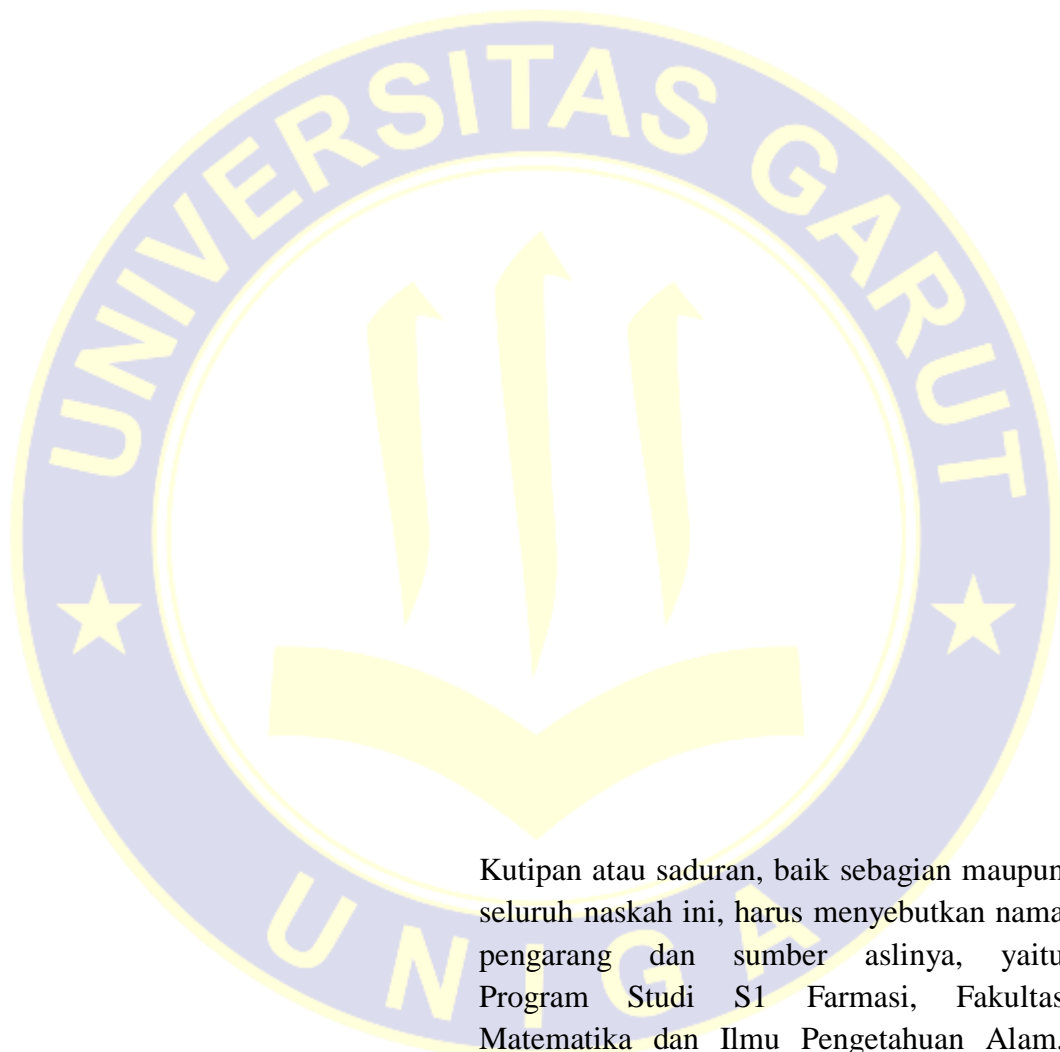 UNIVERSITAS GARUT
Kutipan atau saduran, baik sebagian maupun
seluruh naskah ini, harus menyebutkan nama
pengarang dan sumber aslinya, yaitu
Program Studi S1 Farmasi, Fakultas
Matematika dan Ilmu Pengetahuan Alam,
UNIGA